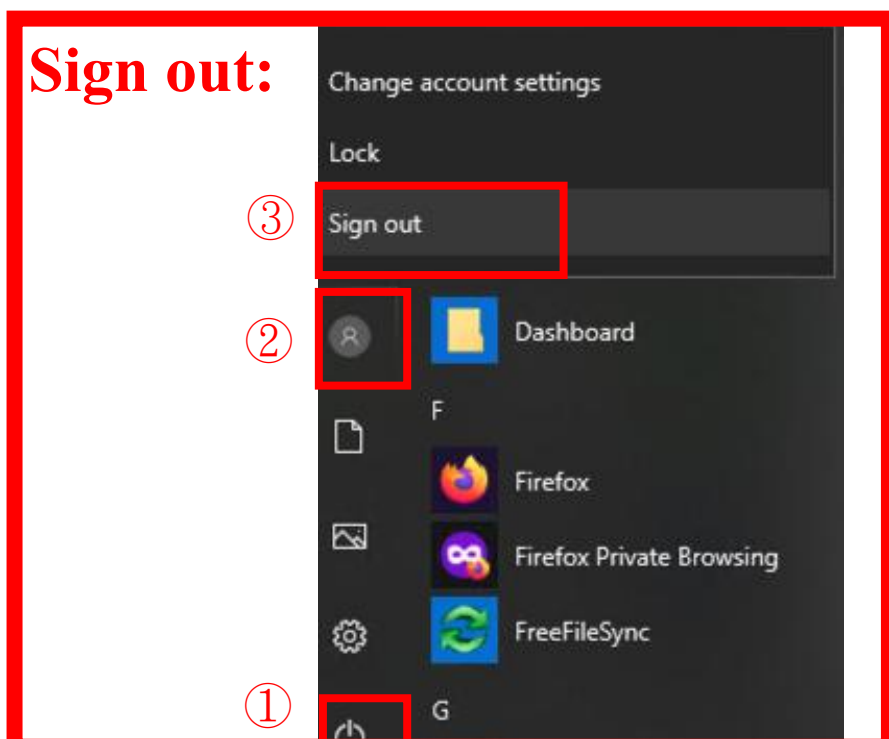 Sign out:
Change account settings
Lock
③ Sign out
② Dashboard
F
Firefox
Firefox Private Browsing
FreeFileSync
① G